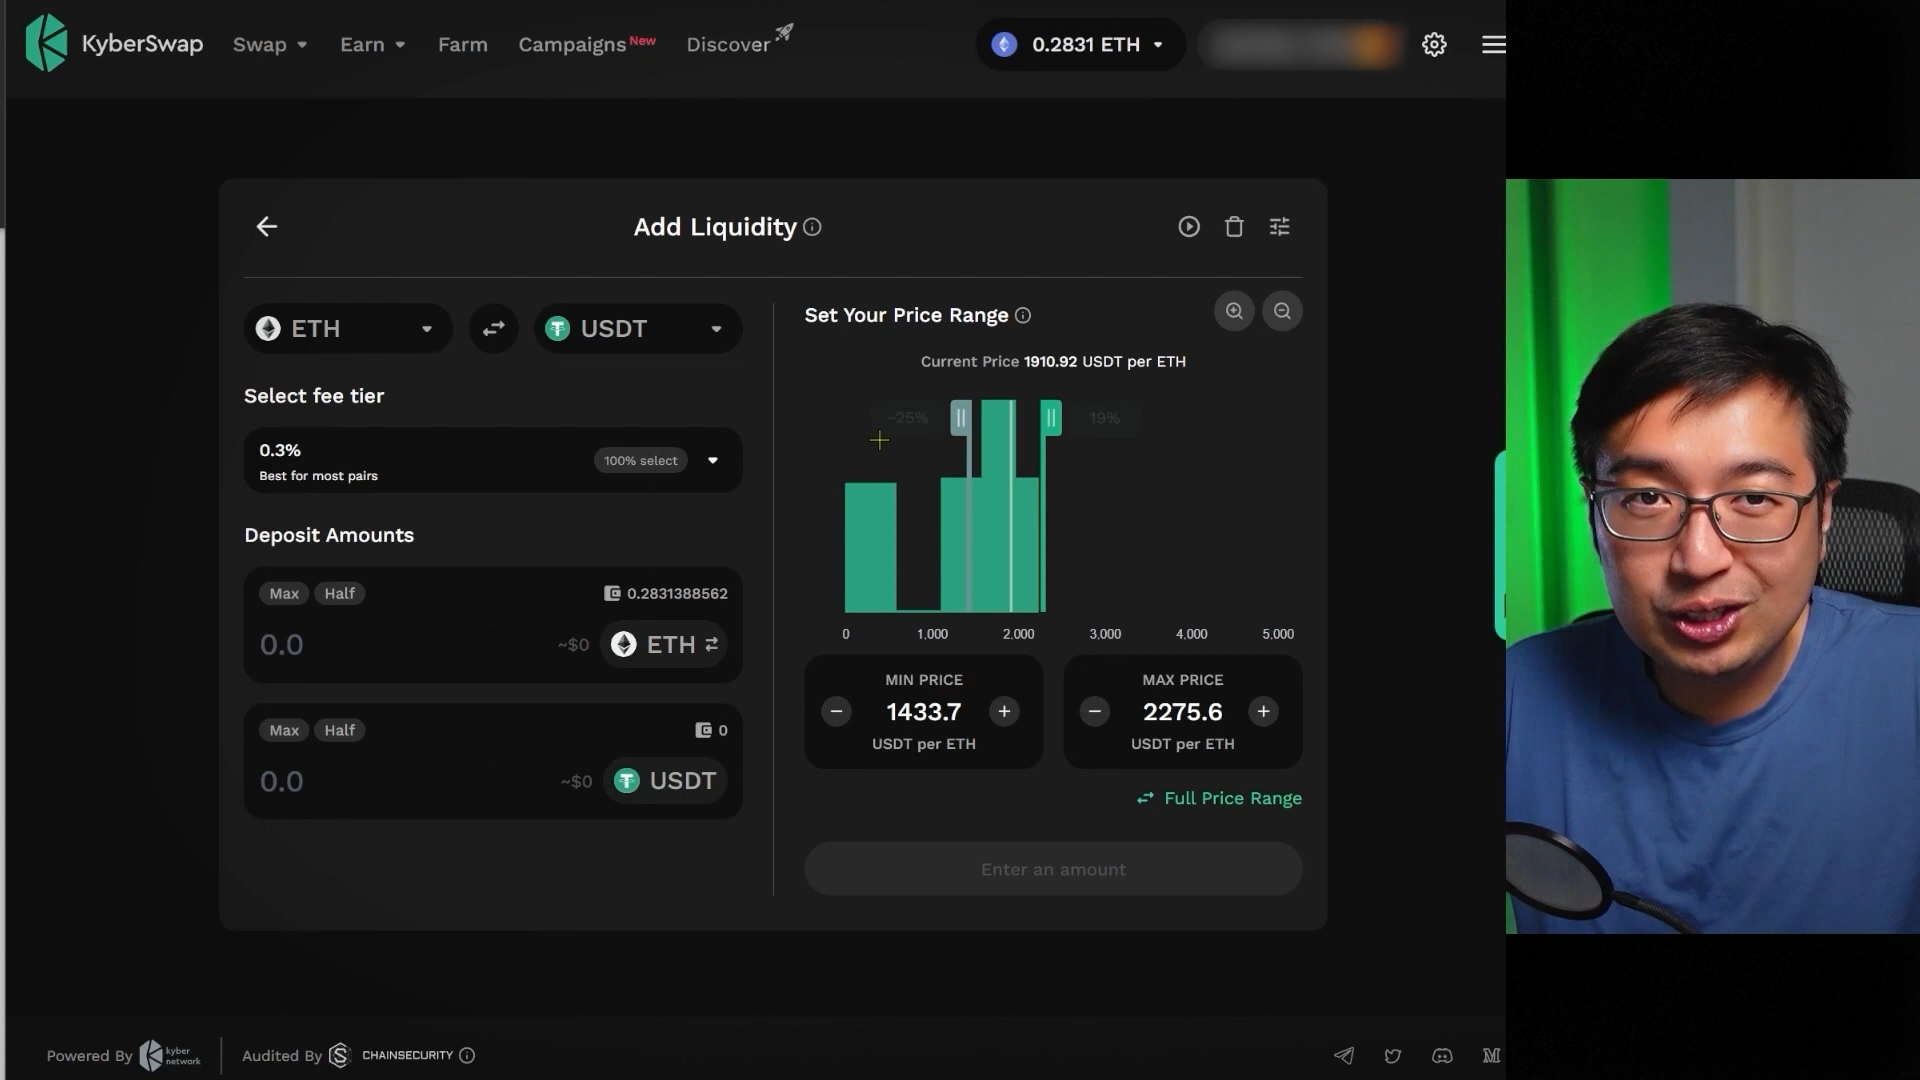 KyberSwap Swap Earn Farm Campaigns New Discover 0.2831 ETH
Add Liquidity
ETH USDT
Select fee tier
0.3%
Best for most pairs
100% select
Deposit Amounts
Max Half 0.2831388562
0.0 ~$0 ETH
Max Half 0
0.0 ~$0 USDT
Set Your Price Range
Current Price 1910.92 USDT per ETH
-25% 19%
0 1,000 2,000 3,000 4,000 5,000
MIN PRICE
1433.7
USDT per ETH
MAX PRICE
2275.6
USDT per ETH
Full Price Range
Enter an amount
Powered By kyber network Audited By CHAINSECURITY